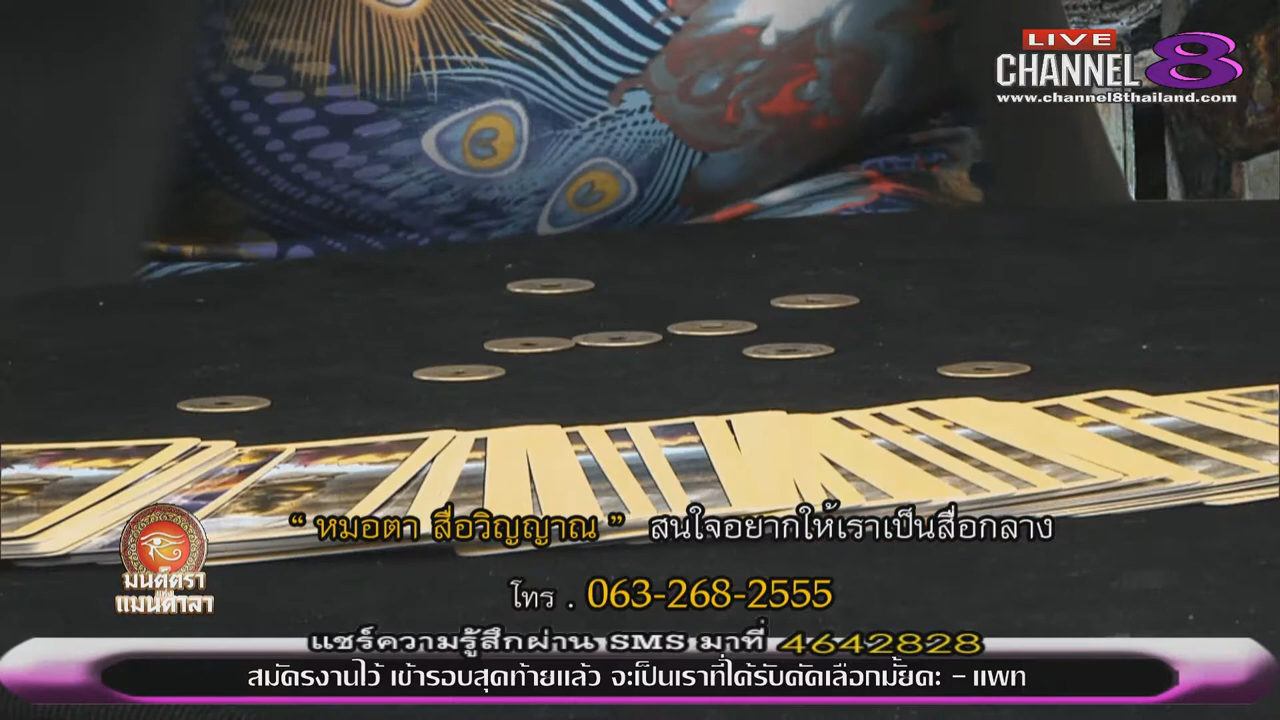 LIVE
CHANNEL 8
www.channel8thailand.com
“ หมอตา สื่อวิญญาณ ” สนใจอยากให้เราเป็นสื่อกลาง
มนต์ตรา
แห่ง
แมนดาลา
โทร . 063-268-2555
แชร์ความรู้สึกผ่าน SMS มาที่ 4642828
สมัครงานไว้ เข้ารอบสุดท้ายแล้ว จะเป็นเราที่ได้รับคัดเลือกมั้ยคะ - แพท